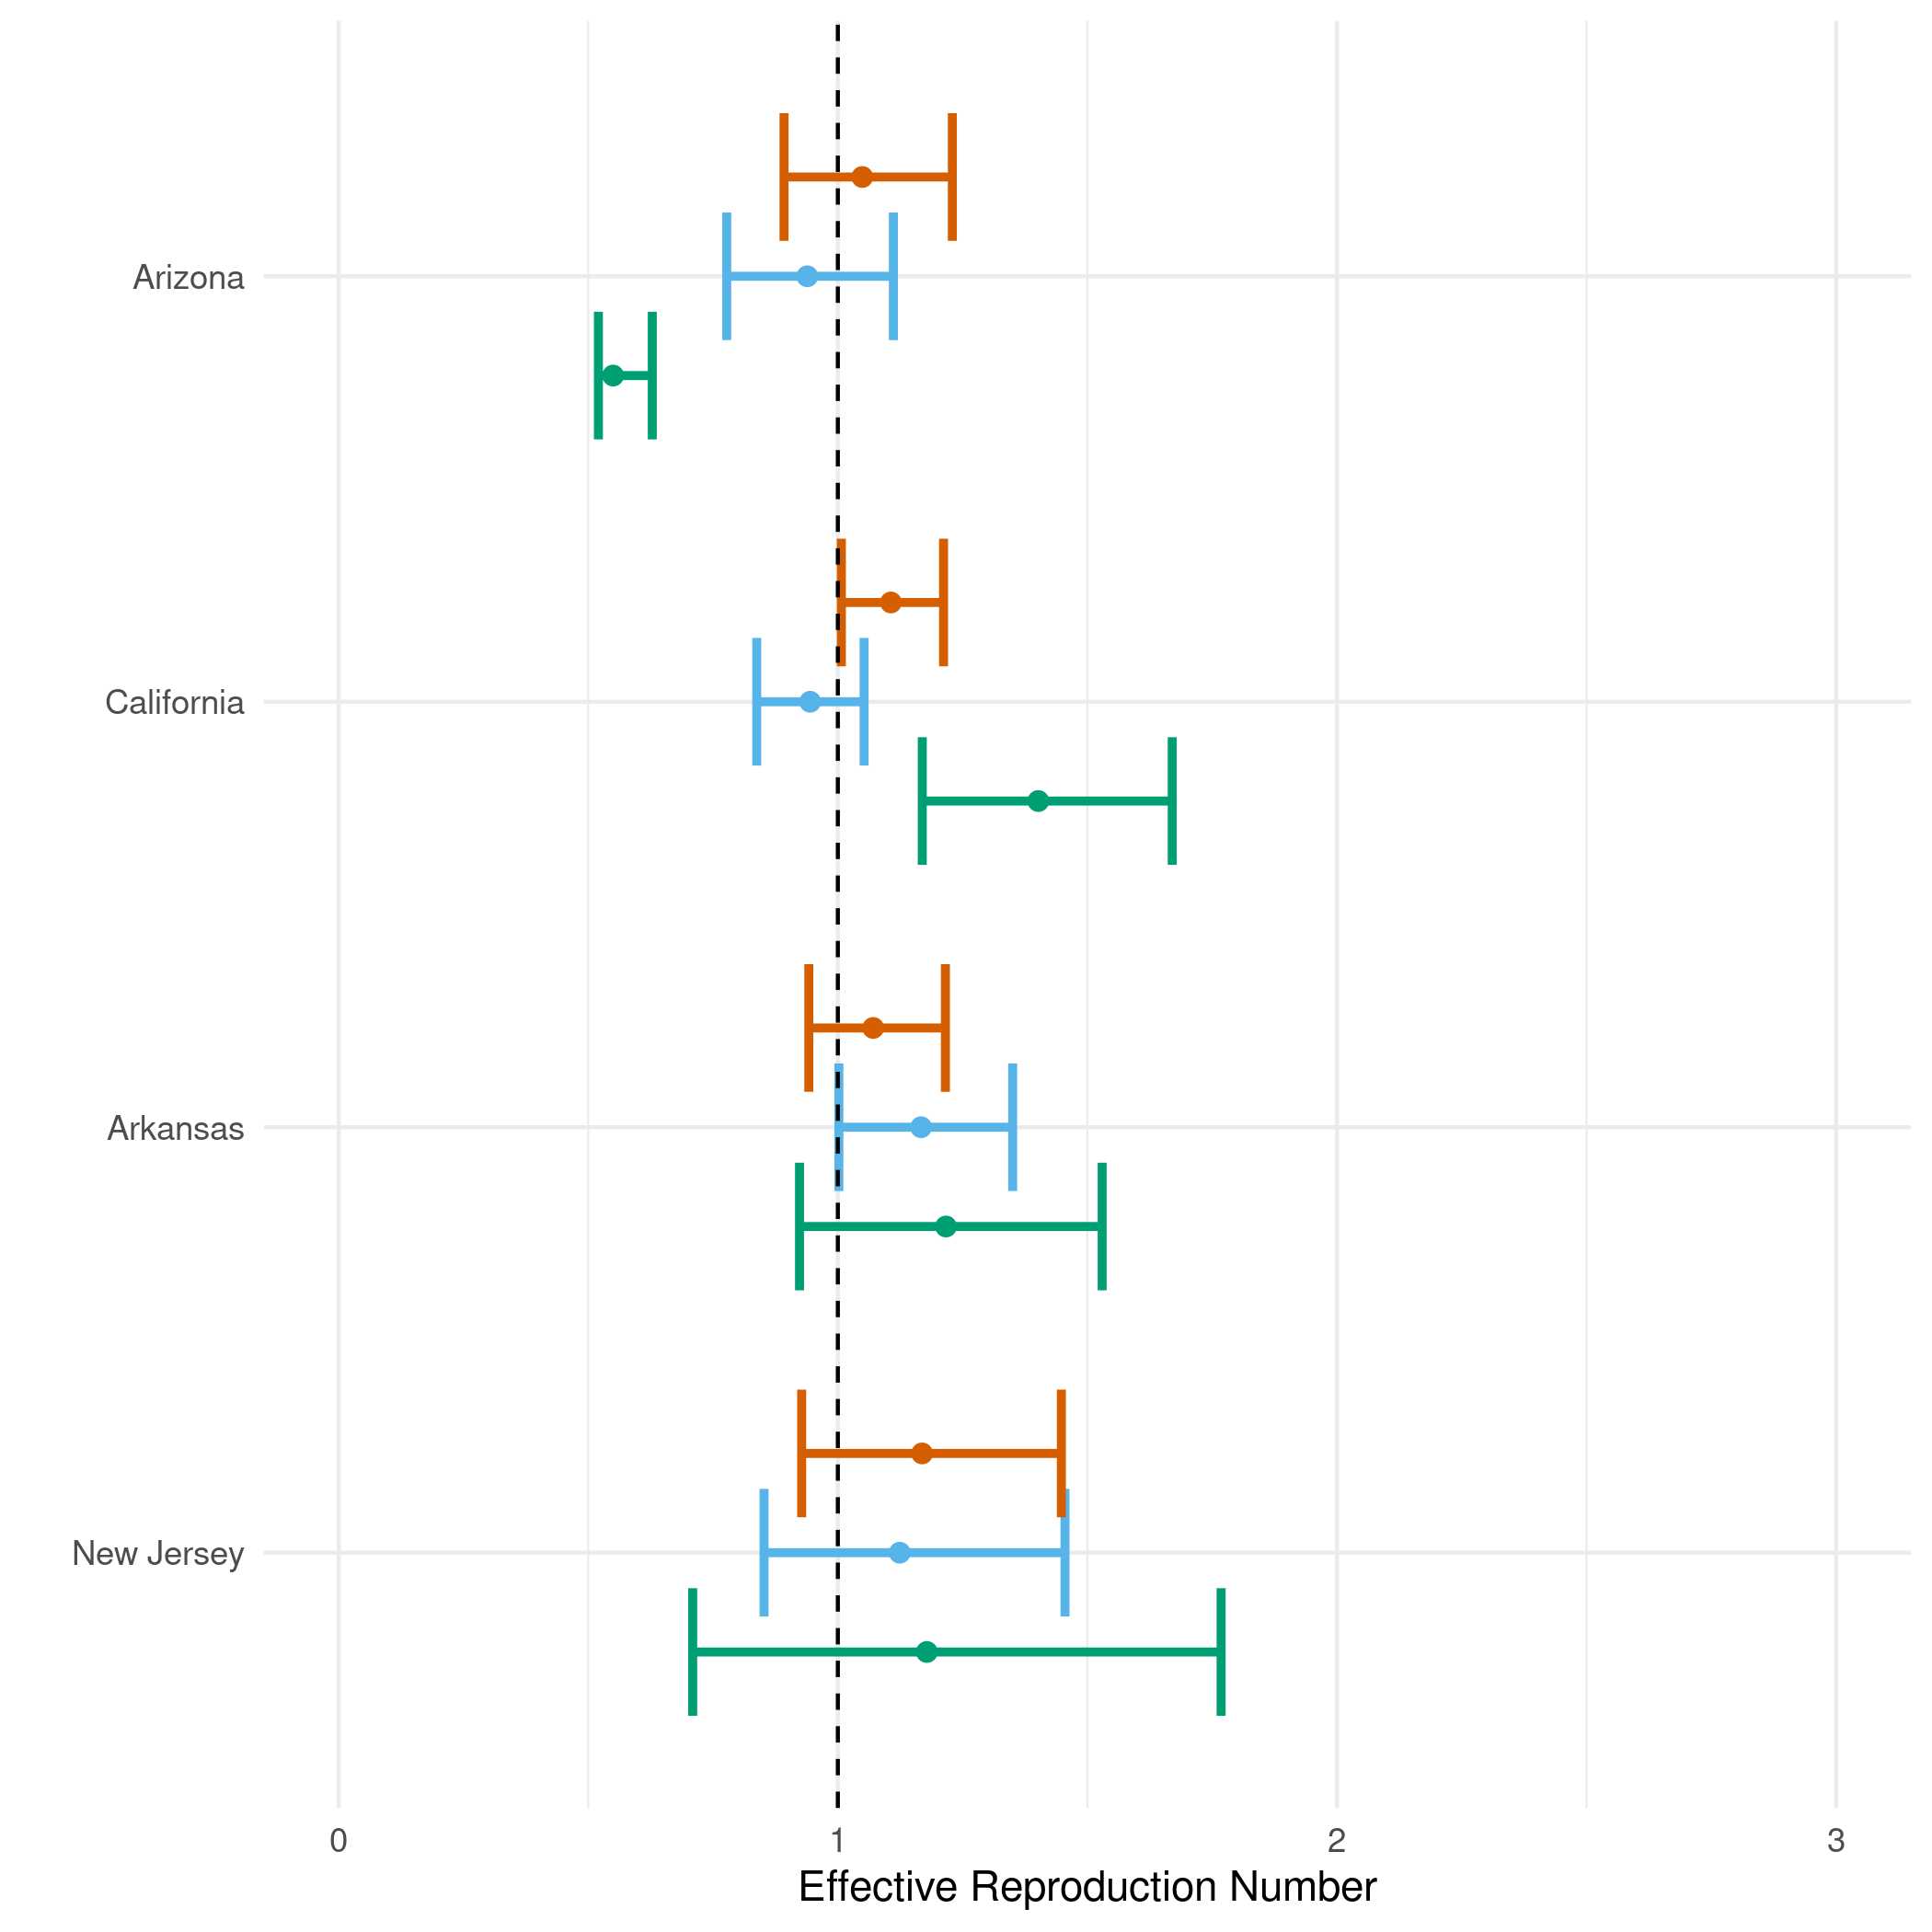 Arizona
California
Arkansas
New Jersey
0 1 2 3
Effective Reproduction Number